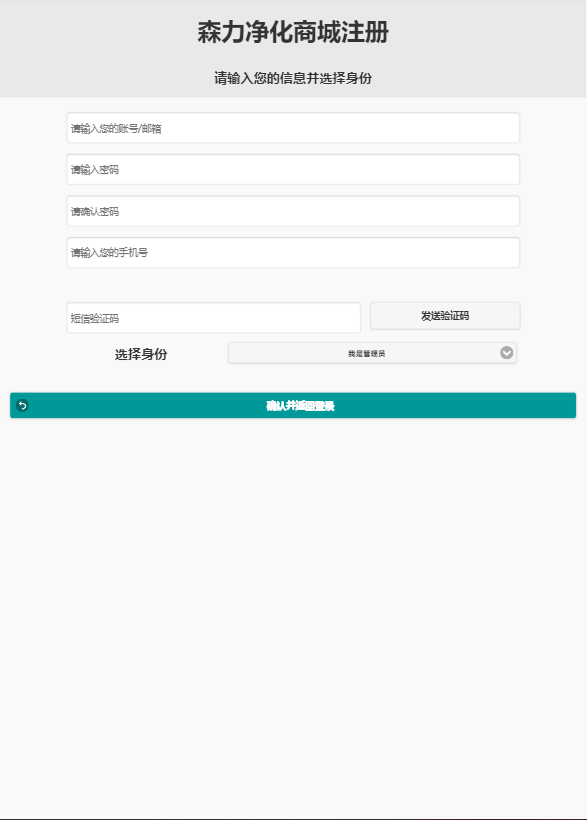 森力净化商城注册
请输入您的信息并选择身份
请输入您的账号/邮箱
请输入密码
请确认密码
请输入您的手机号
短信验证码
发送验证码
选择身份
我是管理员
确认并返回登录